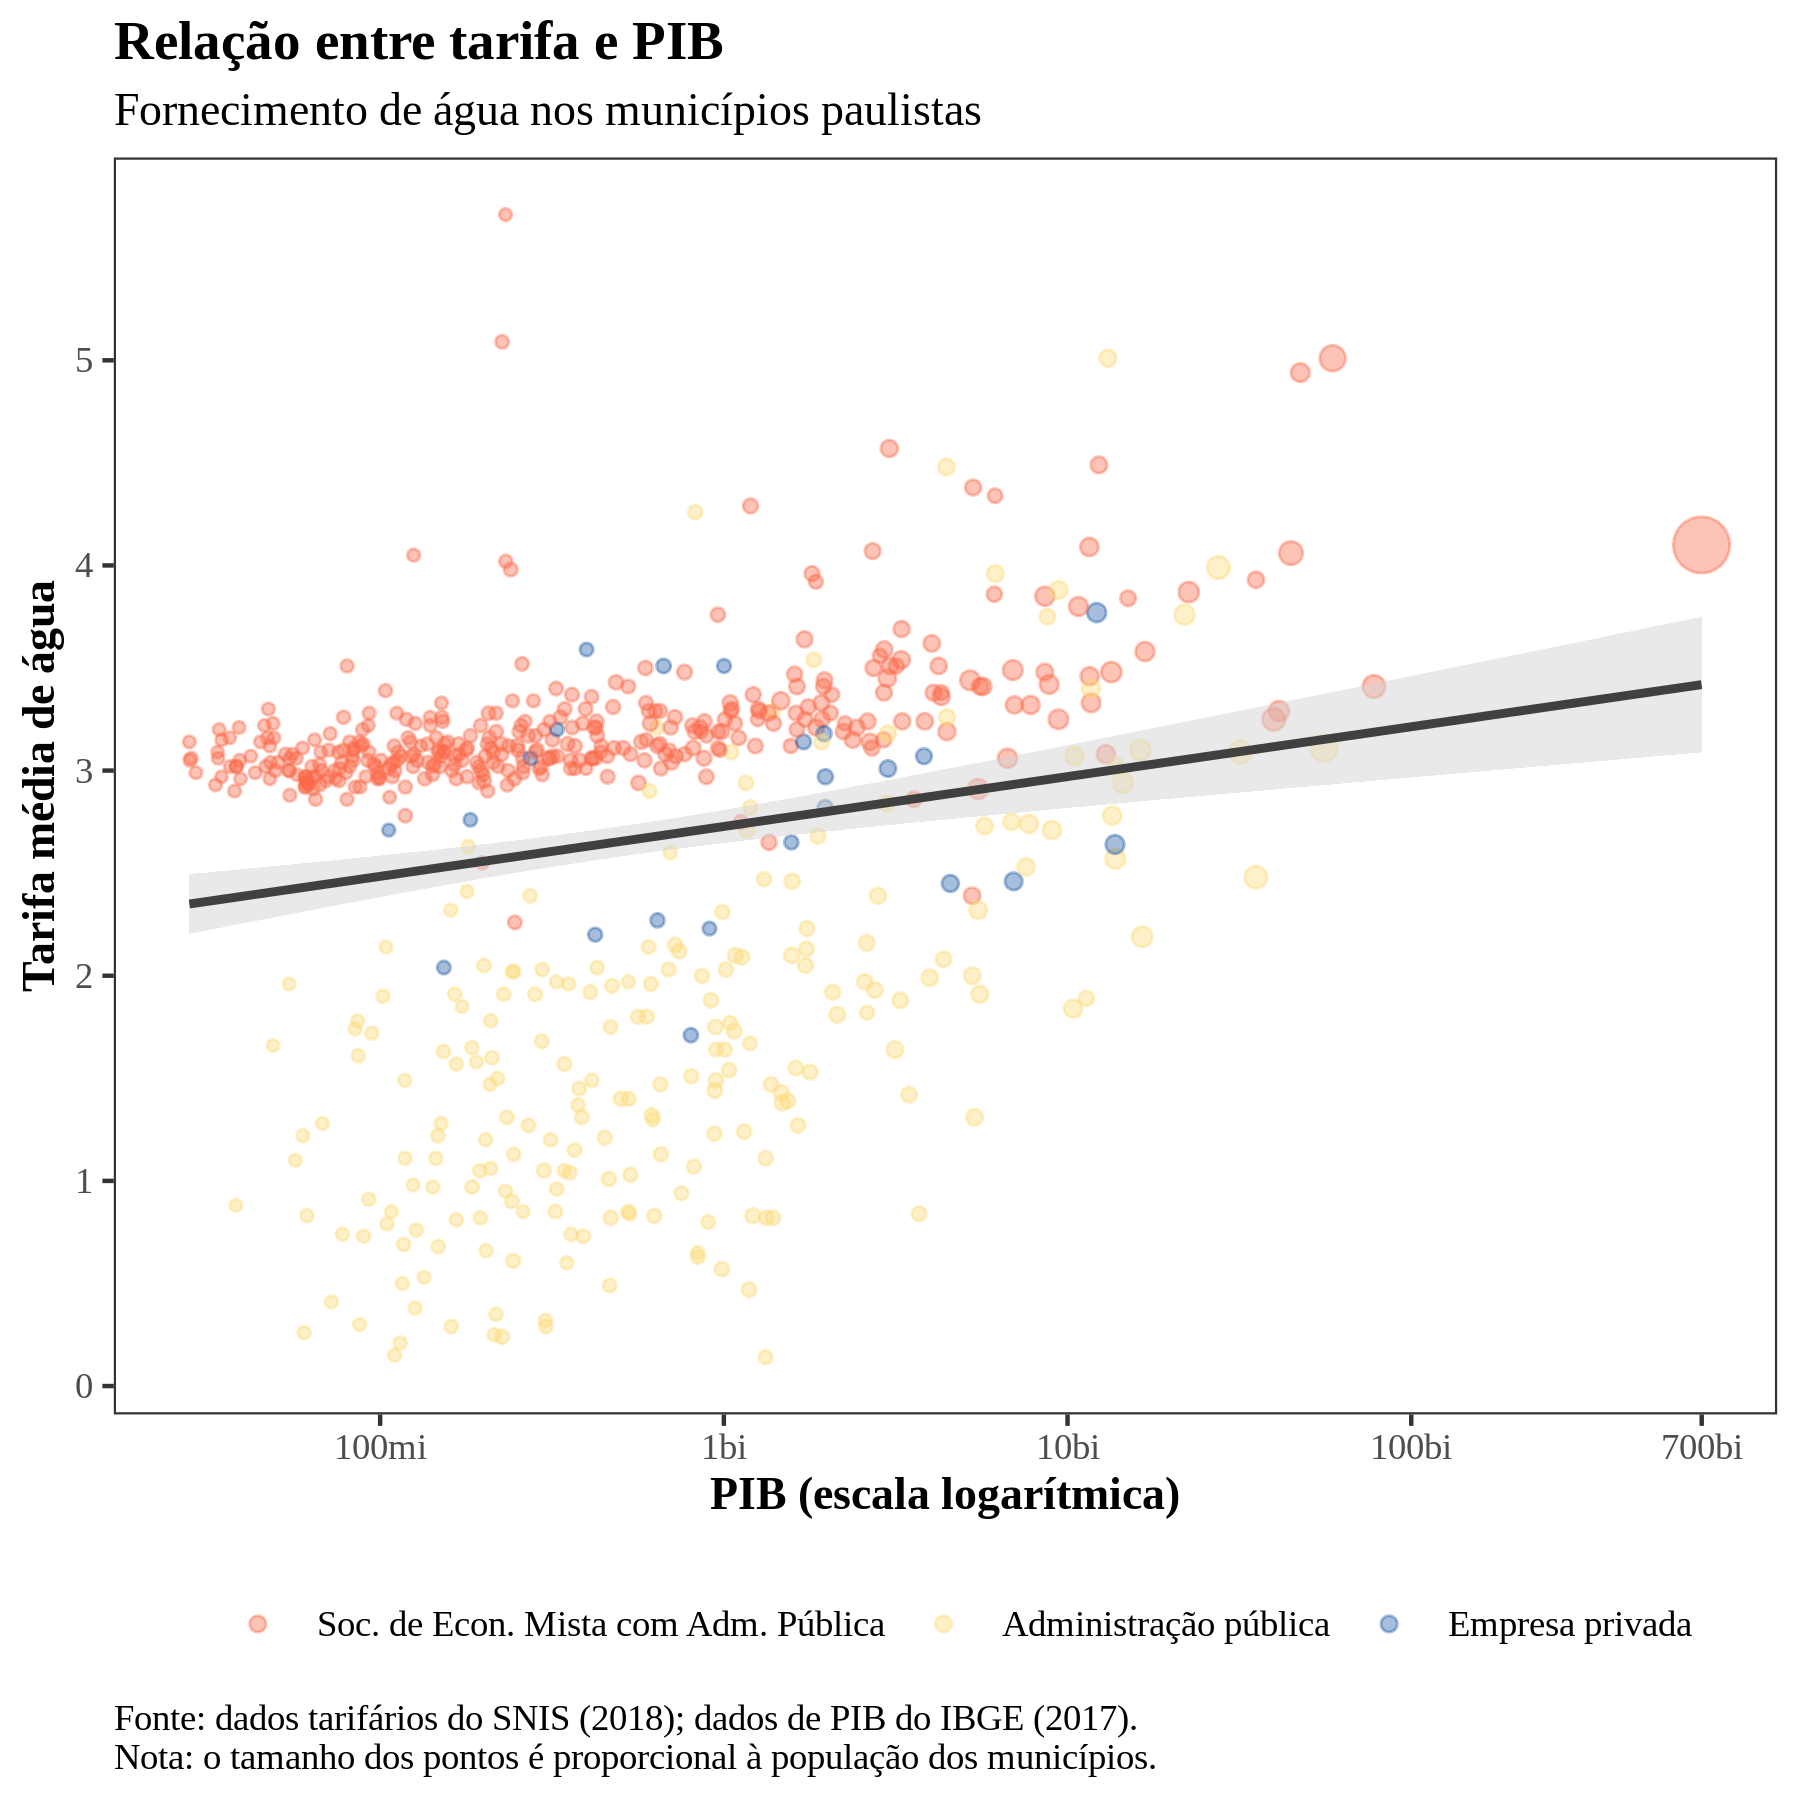 Relação entre tarifa e PIB
Fornecimento de água nos municípios paulistas
Tarifa média de água
5
4
3
2
1
0
100mi
1bi
10bi
100bi
700bi
PIB (escala logarítmica)
Soc. de Econ. Mista com Adm. Pública
Administração pública
Empresa privada
Fonte: dados tarifários do SNIS (2018); dados de PIB do IBGE (2017).
Nota: o tamanho dos pontos é proporcional à população dos municípios.